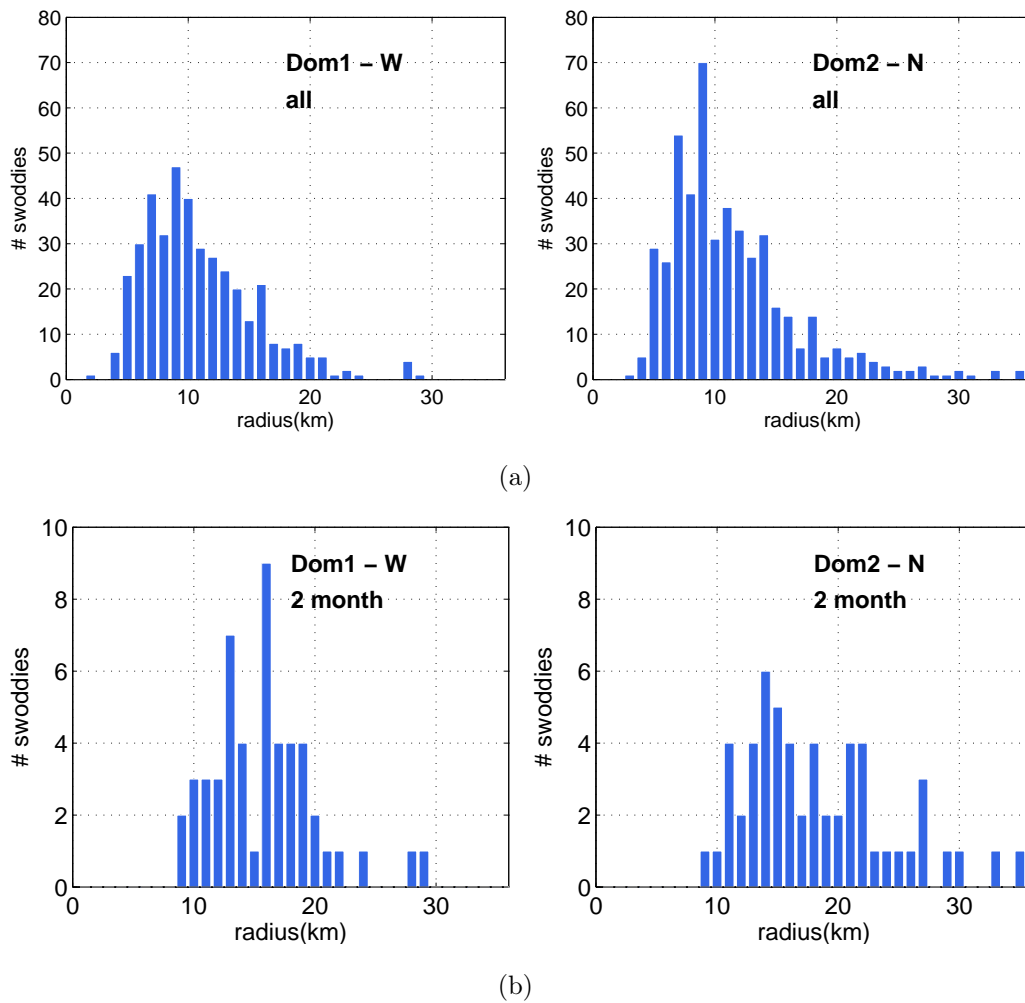 80
70
60
50
40
30
20
10
0
# swoddies
Dom1 – W
all
0 10 20 30
radius(km)
80
70
60
50
40
30
20
10
0
# swoddies
Dom2 – N
all
0 10 20 30
radius(km)
(a)
10
8
6
4
2
0
# swoddies
Dom1 – W
2 month
0 10 20 30
radius(km)
10
8
6
4
2
0
# swoddies
Dom2 – N
2 month
0 10 20 30
radius(km)
(b)